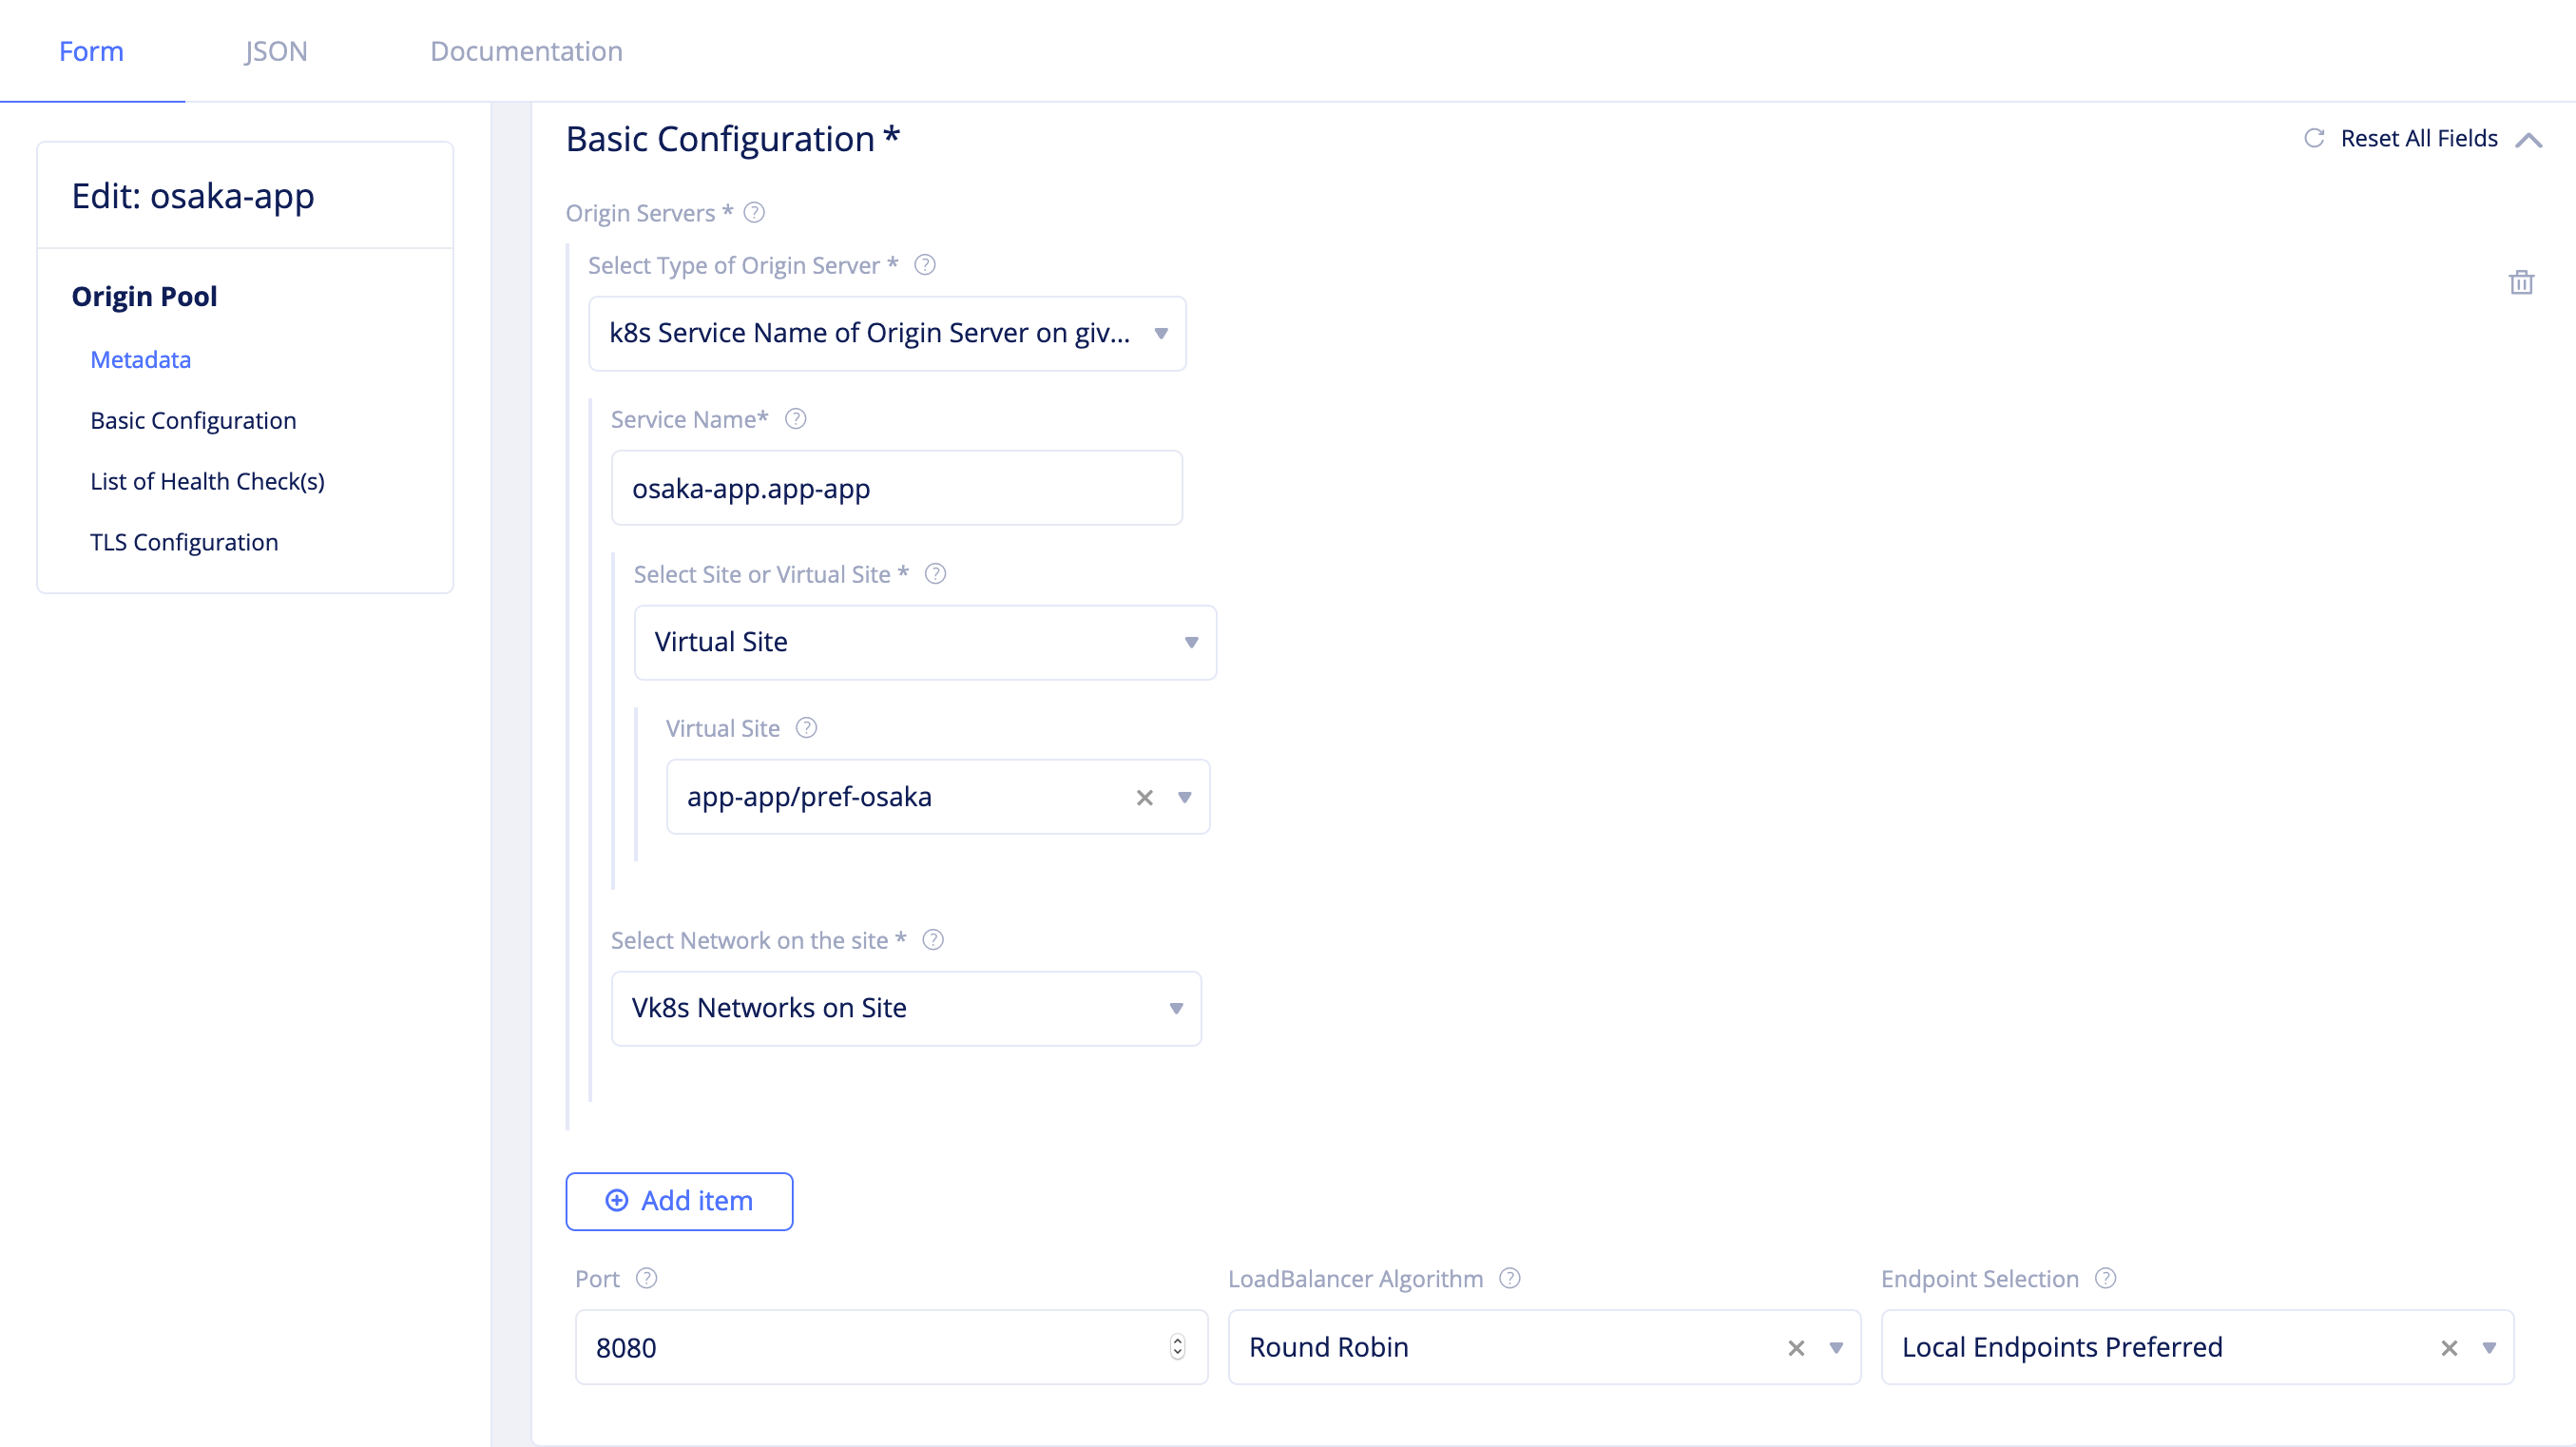 Form
JSON
Documentation
Edit: osaka-app
Origin Pool
Metadata
Basic Configuration
List of Health Check(s)
TLS Configuration
Basic Configuration *
Reset All Fields
Origin Servers *
Select Type of Origin Server *
k8s Service Name of Origin Server on giv...
Service Name*
osaka-app.app-app
Select Site or Virtual Site *
Virtual Site
Virtual Site
app-app/pref-osaka
Select Network on the site *
Vk8s Networks on Site
Add item
Port
8080
LoadBalancer Algorithm
Round Robin
Endpoint Selection
Local Endpoints Preferred